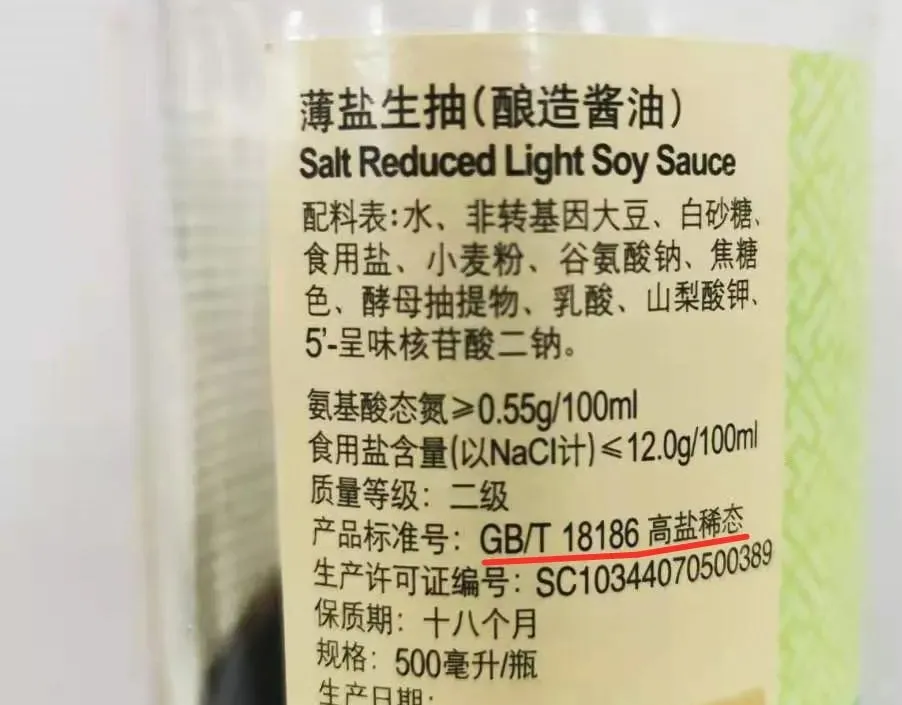 薄盐生抽(酿造酱油)
Salt Reduced Light Soy Sauce
配料表:水、非转基因大豆、白砂糖、
食用盐、小麦粉、谷氨酸钠、焦糖
色、酵母抽提物、乳酸、山梨酸钾、
5’-呈味核苷酸二钠。
氨基酸态氮≥0.55g/100ml
食用盐含量(以NaCl计)≤12.0g/100ml
质量等级:二级
产品标准号:GB/T 18186 高盐稀态
生产许可证编号:SC10344070500389
保质期:十八个月
规格:500毫升/瓶
生产日期: